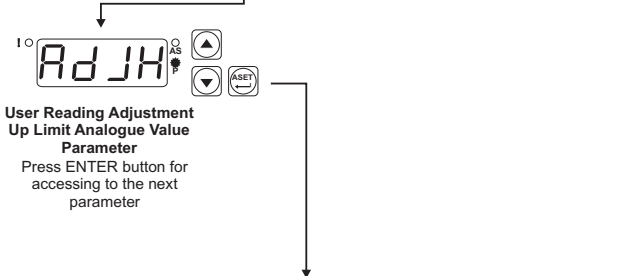 I
AS
AdJH
P
ASET
User Reading Adjustment
Up Limit Analogue Value
Parameter
Press ENTER button for
accessing to the next
parameter